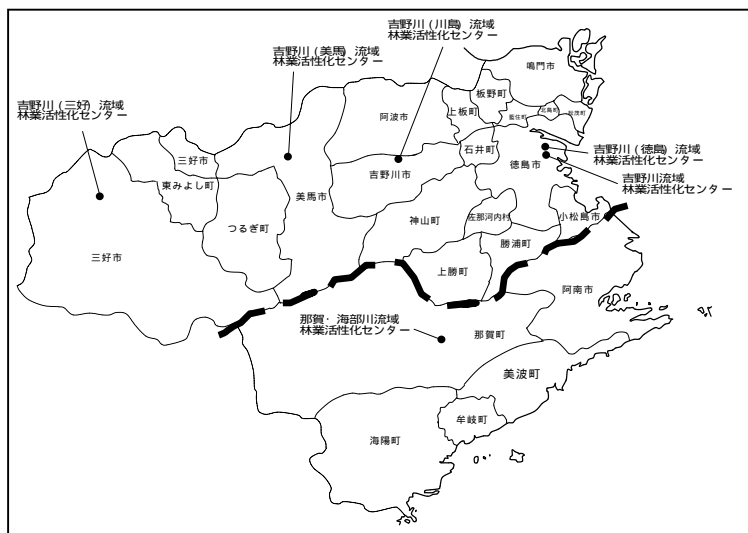 吉野川(川島)流域
林業活性化センター
吉野川(美馬)流域
林業活性化センター
吉野川(三好)流域
林業活性化センター
鳴門市
板野町
上板町
北島町
松茂町
藍住町
阿波市
石井町
徳島市
吉野川(徳島)流域
林業活性化センター
吉野川流域
林業活性化センター
三好市
東みよし町
吉野川市
美馬市
つるぎ町
神山町
佐那河内村
小松島市
勝浦町
三好市
上勝町
阿南市
那賀・海部川流域
林業活性化センター
那賀町
美波町
牟岐町
海陽町